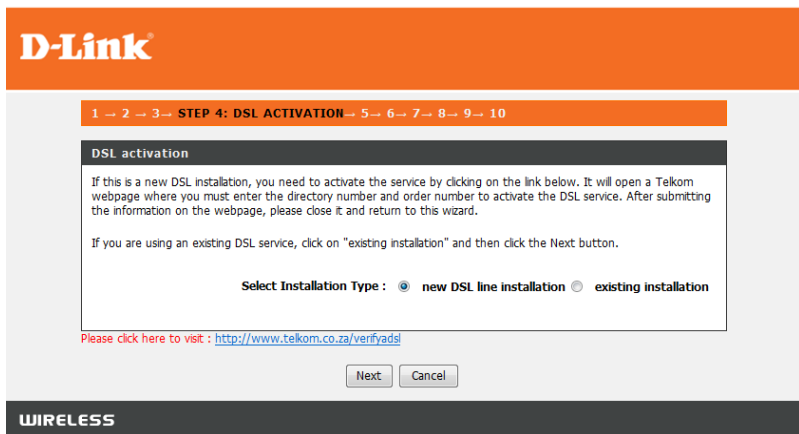 D-Link
1 → 2 → 3→ STEP 4: DSL ACTIVATION→ 5→ 6→ 7→ 8→ 9→ 10
DSL activation
If this is a new DSL installation, you need to activate the service by clicking on the link below. It will open a Telkom
webpage where you must enter the directory number and order number to activate the DSL service. After submitting
the information on the webpage, please close it and return to this wizard.
If you are using an existing DSL service, click on "existing installation" and then click the Next button.
Select Installation Type : new DSL line installation existing installation
Please click here to visit : http://www.telkom.co.za/verifyadsl
Next Cancel
WIRELESS